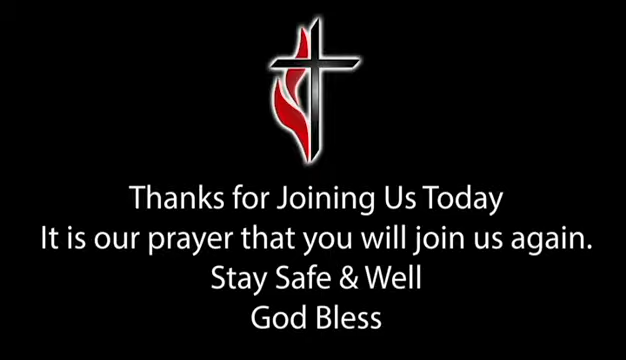 Thanks for Joining Us Today
It is our prayer that you will join us again.
Stay Safe & Well
God Bless